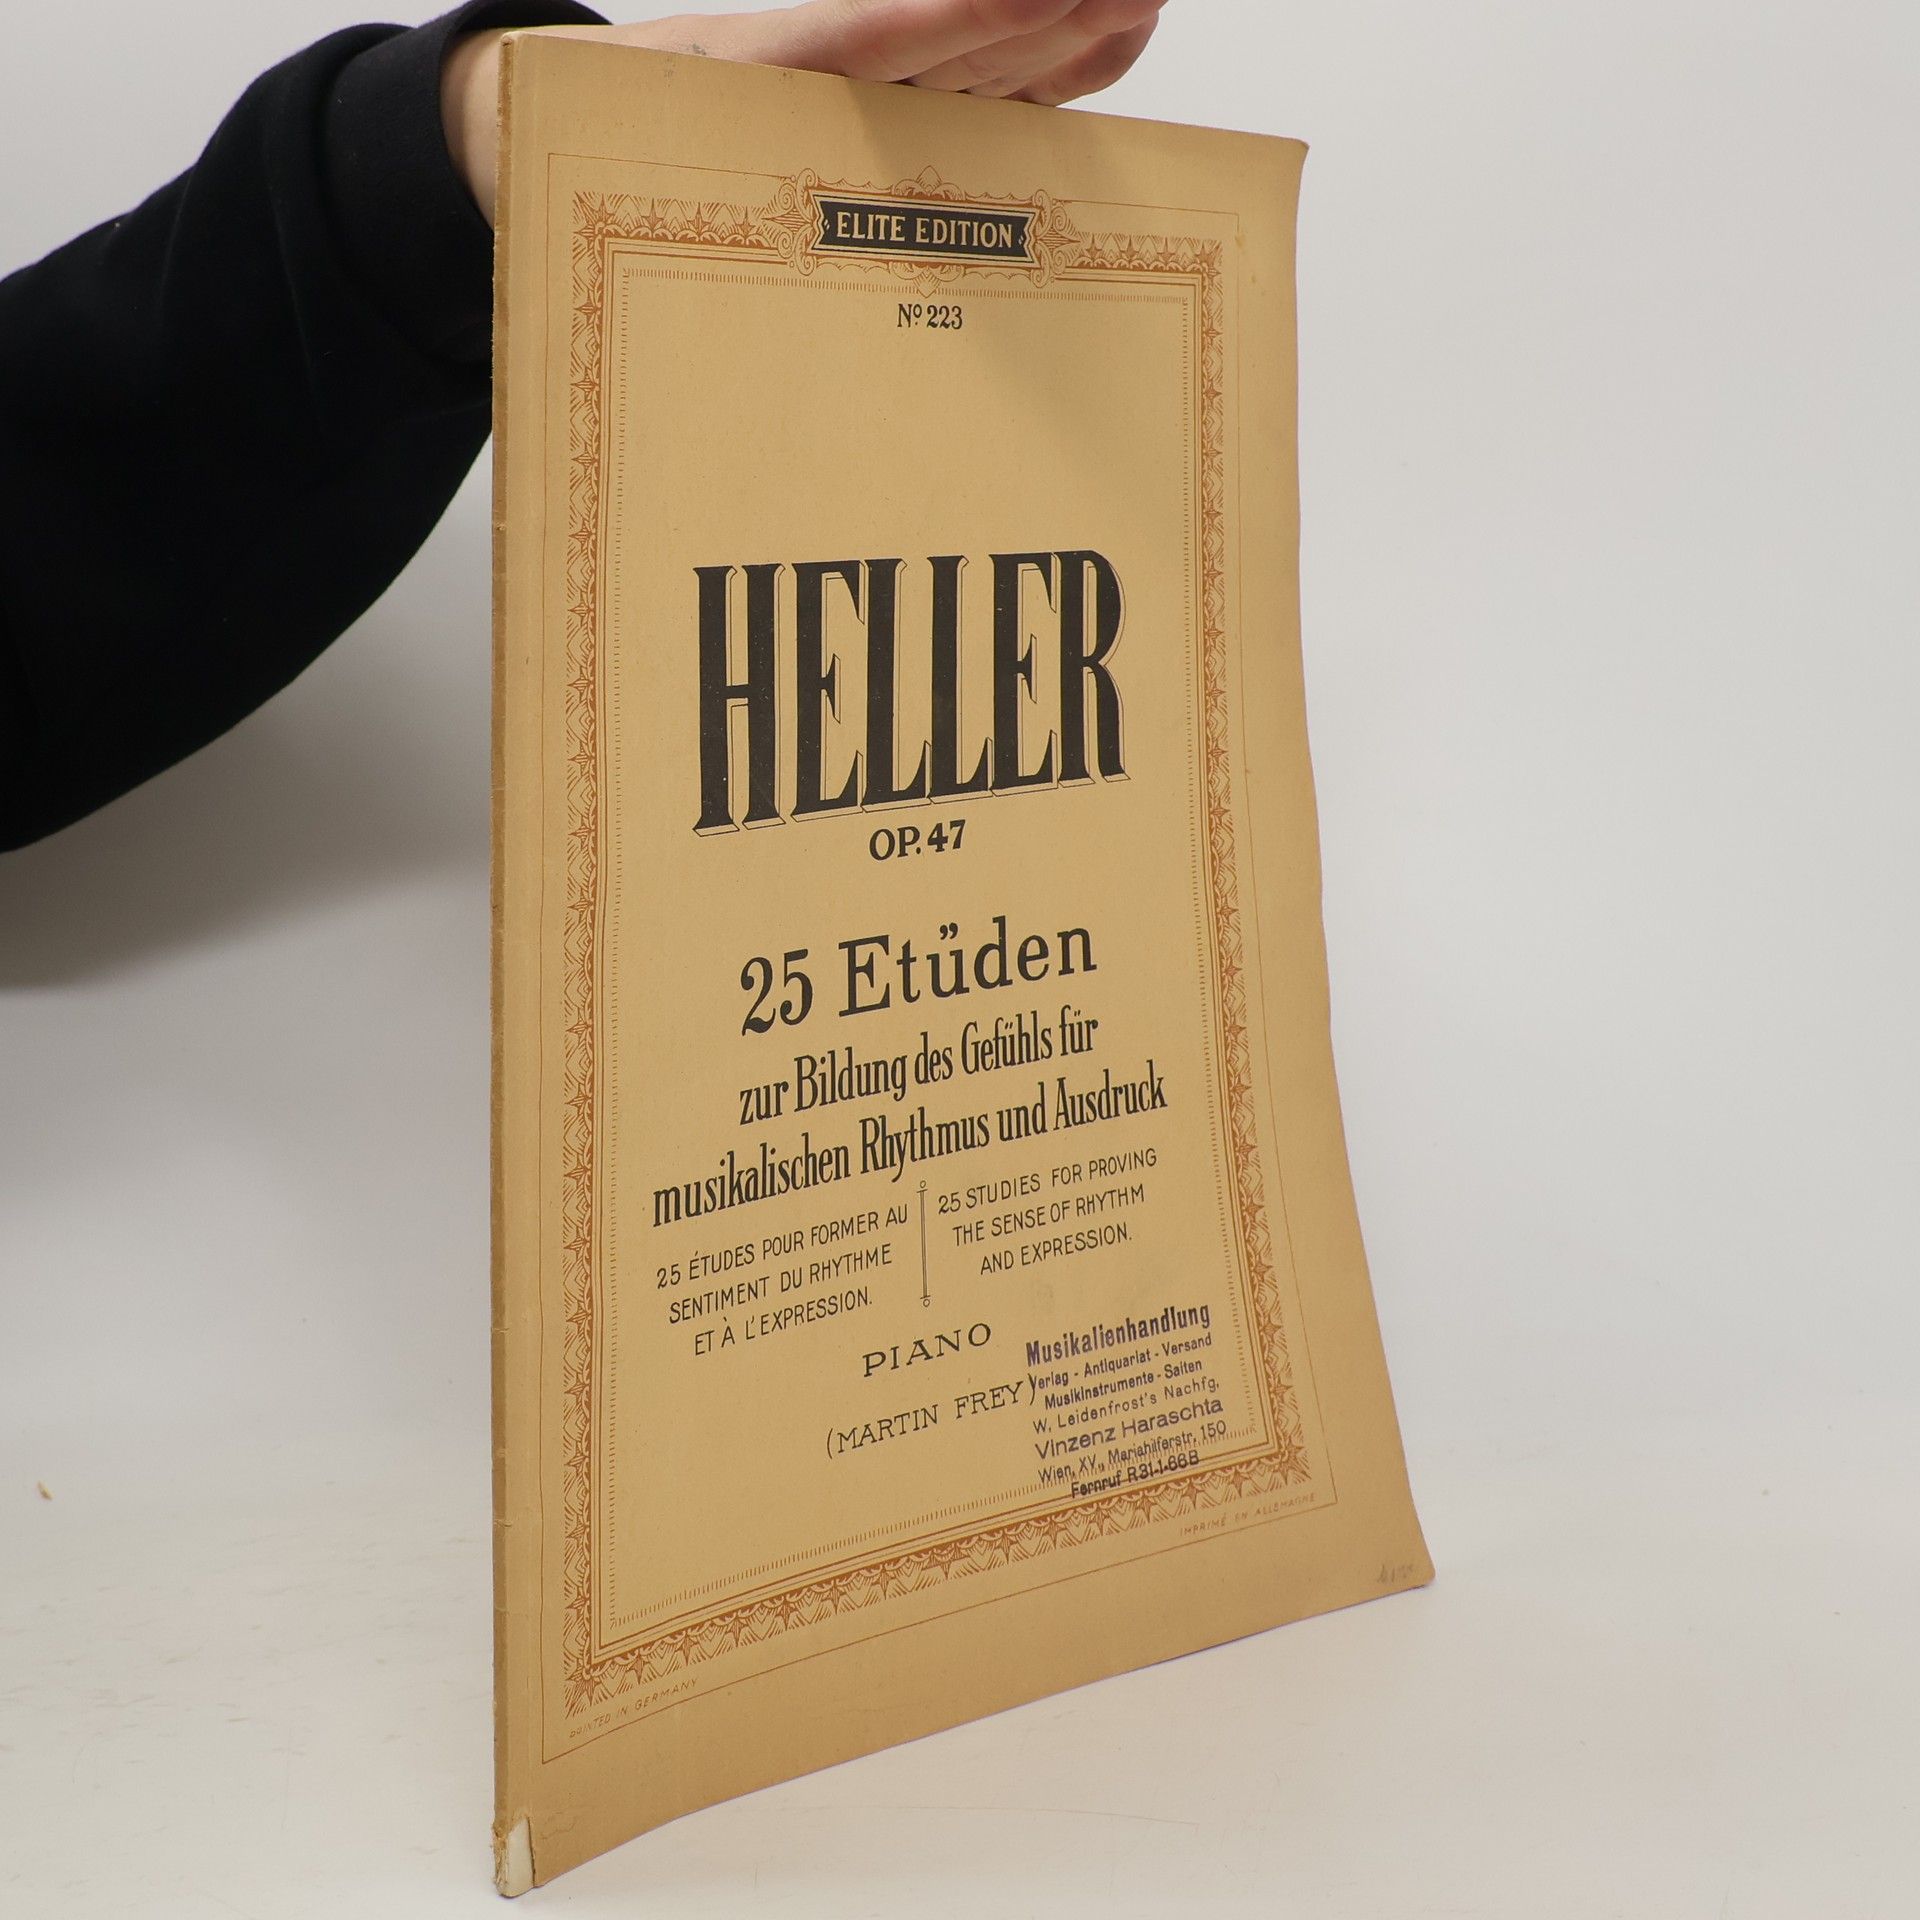 ELITE EDITION
Nº 223
HELLER
OP. 47
25 Etüden
zur Bildung des Gefühls für
musikalischen Rhythmus und Ausdruck
25 ÉTUDES POUR FORMER AU
SENTIMENT DU RHYTHME
ET À L'EXPRESSION.
25 STUDIES FOR PROVING
THE SENSE OF RHYTHM
AND EXPRESSION.
PIANO
(MARTIN FREY)
Musikalienhandlung
Verlag - Antiquariat - Versand
Musikinstrumente - Saiten
W. Leidenfrost's Nachfg.
Vinzenz Haraschta
Wien, XV., Mariahilferstr. 150
Fernruf R 31-1-66 B
PRINTED IN GERMANY
IMPRIMÉ EN ALLEMAGNE